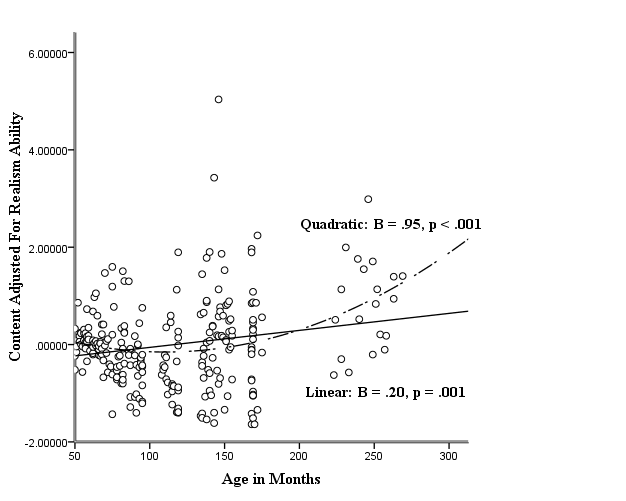 6.00000
4.00000
2.00000
.00000
-2.00000
Content Adjusted For Realism Ability
Quadratic: B = .95, p < .001
Linear: B = .20, p = .001
50
100
150
200
250
300
Age in Months